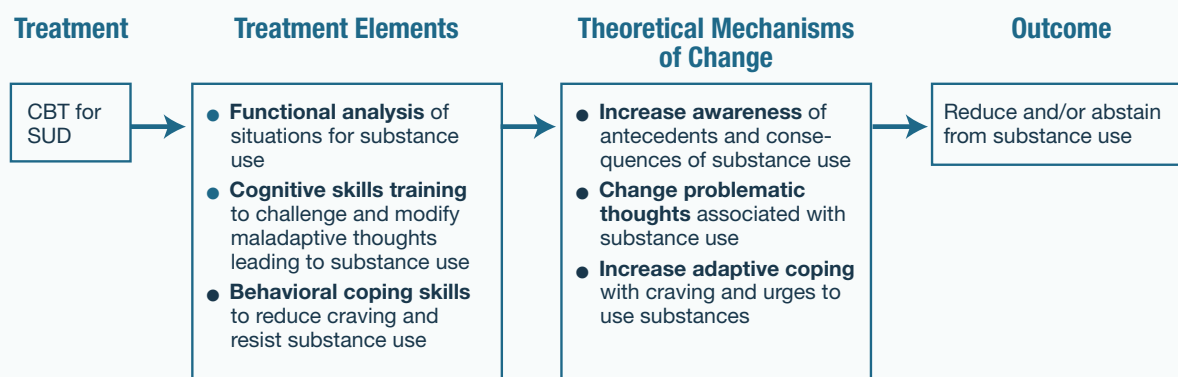 Treatment
Treatment Elements
Theoretical Mechanisms
of Change
Outcome
CBT for
SUD
● Functional analysis of
situations for substance
use
● Cognitive skills training
to challenge and modify
maladaptive thoughts
leading to substance use
● Behavioral coping skills
to reduce craving and
resist substance use
● Increase awareness of
antecedents and conse-
quences of substance use
● Change problematic
thoughts associated with
substance use
● Increase adaptive coping
with craving and urges to
use substances
Reduce and/or abstain
from substance use